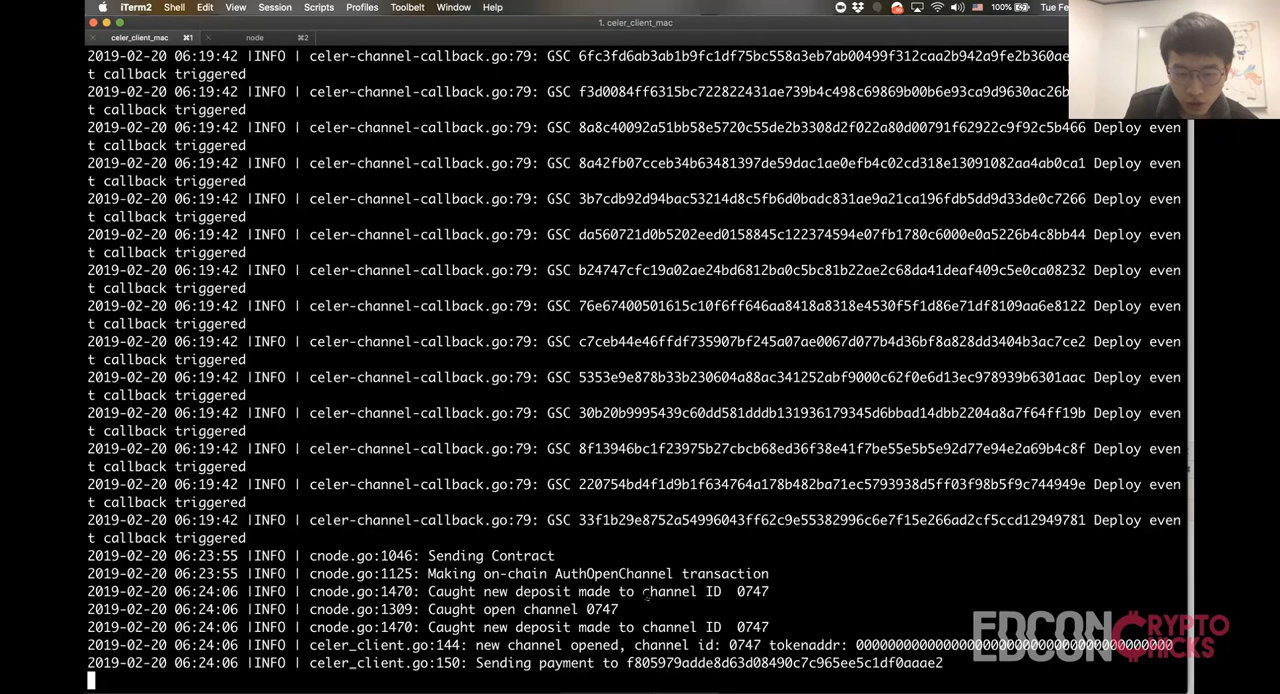 iTerm2 Shell Edit View Session Scripts Profiles Toolbelt Window Help 100% Tue Fe
1. celer_client_mac
celer_client_mac ⌘1 node ⌘2
2019-02-20 06:19:42 |INFO | celer-channel-callback.go:79: GSC 6fc3fd6ab3ab1b9fc1df75bc558a3eb7ab00499f312caa2b942a9fe2b360ae
t callback triggered
2019-02-20 06:19:42 |INFO | celer-channel-callback.go:79: GSC f3d0084ff6315bc722822431ae739b4c498c69869b00b6e93ca9d9630ac26b
t callback triggered
2019-02-20 06:19:42 |INFO | celer-channel-callback.go:79: GSC 8a8c40092a51bb58e5720c55de2b3308d2f022a80d00791f62922c9f92c5b466 Deploy even
t callback triggered
2019-02-20 06:19:42 |INFO | celer-channel-callback.go:79: GSC 8a42fb07cceb34b63481397de59dac1ae0efb4c02cd318e13091082aa4ab0ca1 Deploy even
t callback triggered
2019-02-20 06:19:42 |INFO | celer-channel-callback.go:79: GSC 3b7cdb92d94bac53214d8c5fb6d0badc831ae9a21ca196fdb5dd9d33de0c7266 Deploy even
t callback triggered
2019-02-20 06:19:42 |INFO | celer-channel-callback.go:79: GSC da560721d0b5202eed0158845c122374594e07fb1780c6000e0a5226b4c8bb44 Deploy even
t callback triggered
2019-02-20 06:19:42 |INFO | celer-channel-callback.go:79: GSC b24747cfc19a02ae24bd6812ba0c5bc81b22ae2c68da41deaf409c5e0ca08232 Deploy even
t callback triggered
2019-02-20 06:19:42 |INFO | celer-channel-callback.go:79: GSC 76e67400501615c10f6ff646aa8418a8318e4530f5f1d86e71df8109aa6e8122 Deploy even
t callback triggered
2019-02-20 06:19:42 |INFO | celer-channel-callback.go:79: GSC c7ceb44e46ffdf735907bf245a07ae0067d077b4d36bf8a828dd3404b3ac7ce2 Deploy even
t callback triggered
2019-02-20 06:19:42 |INFO | celer-channel-callback.go:79: GSC 5353e9e878b33b230604a88ac341252abf9000c62f0e6d13ec978939b6301aac Deploy even
t callback triggered
2019-02-20 06:19:42 |INFO | celer-channel-callback.go:79: GSC 30b20b9995439c60dd581dddb131936179345d6bbad14dbb2204a8a7f64ff19b Deploy even
t callback triggered
2019-02-20 06:19:42 |INFO | celer-channel-callback.go:79: GSC 8f13946bc1f23975b27cbcb68ed36f38e41f7be55e5b5e92d77e94e2a69b4c8f Deploy even
t callback triggered
2019-02-20 06:19:42 |INFO | celer-channel-callback.go:79: GSC 220754bd4f1d9b1f634764a178b482ba71ec5793938d5ff03f98b5f9c744949e Deploy even
t callback triggered
2019-02-20 06:19:42 |INFO | celer-channel-callback.go:79: GSC 33f1b29e8752a54996043ff62c9e55382996c6e7f15e266ad2cf5ccd12949781 Deploy even
t callback triggered
2019-02-20 06:23:55 |INFO | cnode.go:1046: Sending Contract
2019-02-20 06:23:55 |INFO | cnode.go:1125: Making on-chain AuthOpenChannel transaction
2019-02-20 06:24:06 |INFO | cnode.go:1470: Caught new deposit made to channel ID 0747
2019-02-20 06:24:06 |INFO | cnode.go:1309: Caught open channel 0747
2019-02-20 06:24:06 |INFO | cnode.go:1470: Caught new deposit made to channel ID 0747
2019-02-20 06:24:06 |INFO | celer_client.go:144: new channel opened, channel id: 0747 tokenaddr: 0000000000000000000000000000000000000000
2019-02-20 06:24:06 |INFO | celer_client.go:150: Sending payment to f805979adde8d63d08490c7c965ee5c1df0aaae2
EDCON CRYPTO CHICKS